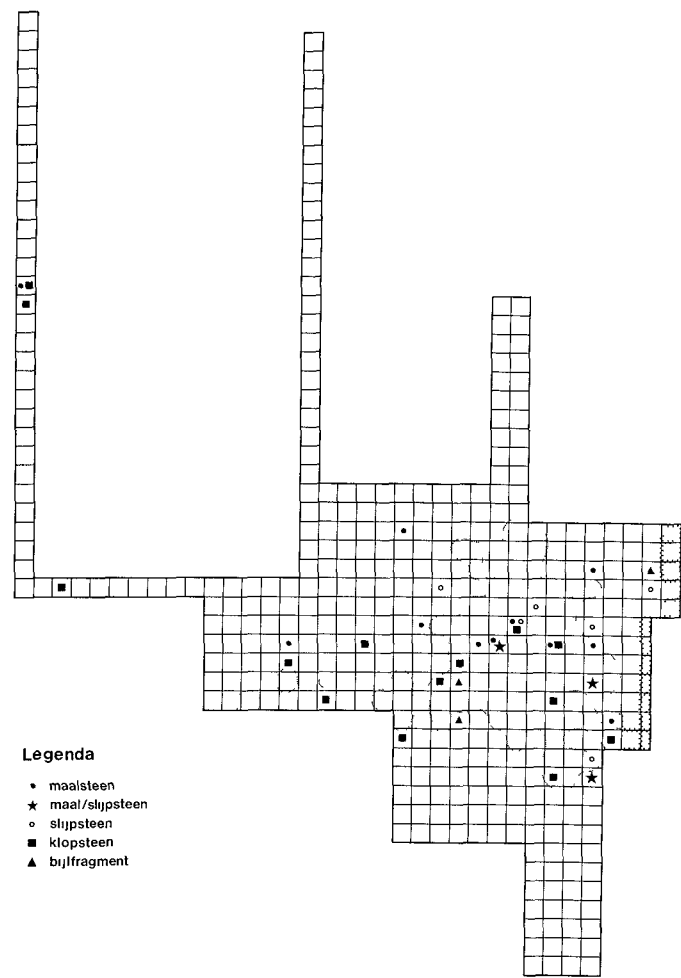 Legenda
maalsteen
maal/slijpsteen
slijpsteen
klopsteen
bijlfragment